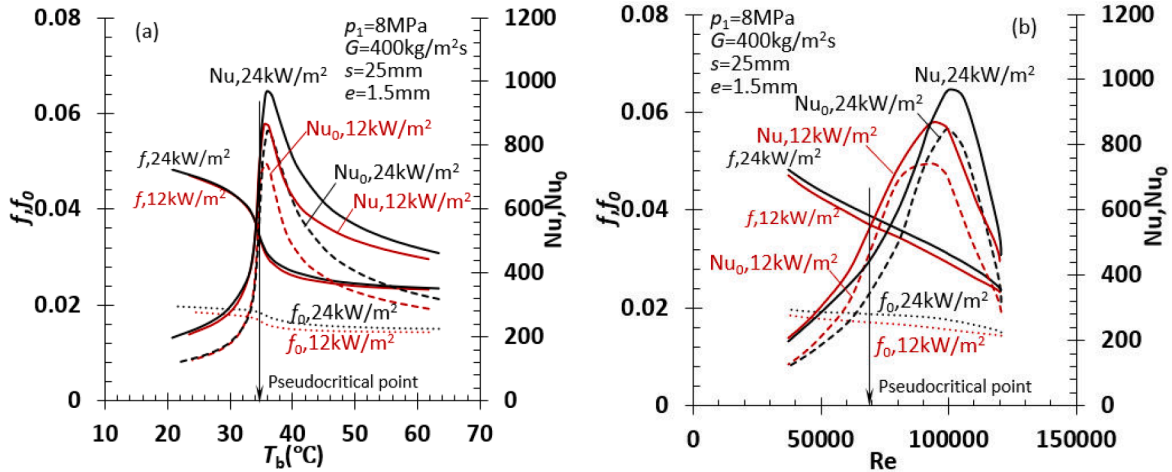 (a)
p₁=8MPa
G=400kg/m²s
s=25mm
e=1.5mm
Nu,24kW/m²
Nu₀,12kW/m²
Nu₀,24kW/m²
Nu,12kW/m²
f,24kW/m²
f,12kW/m²
f₀,24kW/m²
f₀,12kW/m²
Pseudocritical point
0.08
0.06
0.04
0.02
0
f,f₀
1200
1000
800
600
400
200
0
Nu,Nu₀
10 20 30 40 50 60 70
T_b(°C)
(b)
p₁=8MPa
G=400kg/m²s
s=25mm
e=1.5mm
Nu,24kW/m²
Nu₀,24kW/m²
Nu,12kW/m²
f,24kW/m²
f,12kW/m²
Nu₀,12kW/m²
f₀,24kW/m²
f₀,12kW/m²
Pseudocritical point
0.08
0.06
0.04
0.02
0
f,f₀
1200
1000
800
600
400
200
0
Nu,Nu₀
0 50000 100000 150000
Re